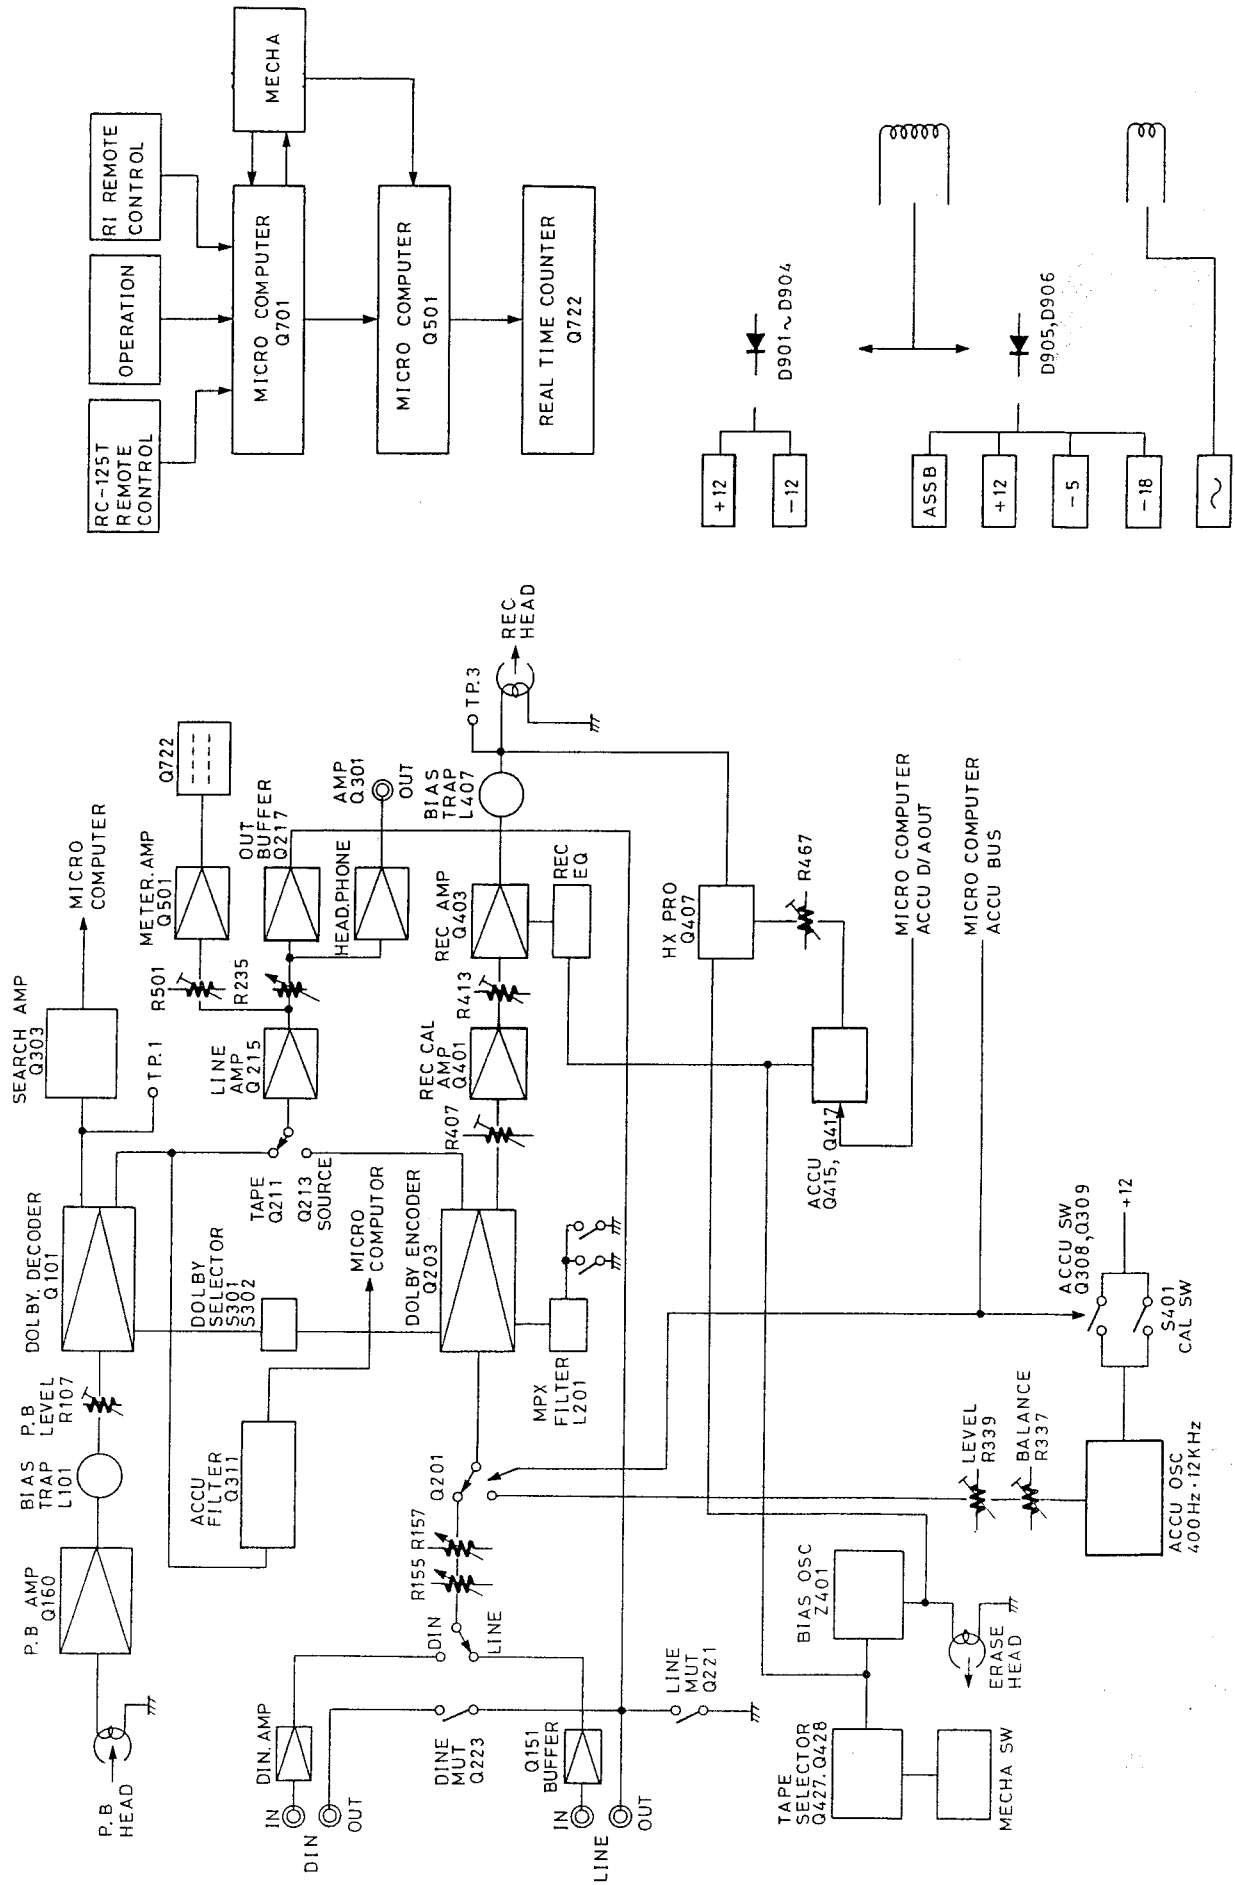 P.B
HEAD
P.B AMP
Q160
BIAS
TRAP
L101
P.B
LEVEL
R107
DOLBY. DECODER
Q101
SEARCH AMP
Q303
MICRO
COMPUTER
TP.1
ACCU
FILTER
Q311
DOLBY
SELECTOR
S301
S302
MICRO
COMPUTOR
TAPE
Q211
Q213
SOURCE
LINE
AMP
Q215
R501
R235
METER.AMP
Q501
Q722
OUT
BUFFER
Q217
HEAD.PHONE
AMP
Q301
OUT
DIN
IN
OUT
DIN.AMP
DINE
MUT
Q223
LINE
IN
OUT
Q151
BUFFER
LINE
MUT
Q221
DIN
LINE
R155
R157
Q201
DOLBY ENCODER
Q203
MPX
FILTER
L201
R407
REC CAL
AMP
Q401
R413
REC AMP
Q403
REC
EQ
BIAS
TRAP
L407
TP.3
REC
HEAD
HX PRO
Q407
R467
ACCU
Q415, Q417
MICRO COMPUTER
ACCU D/AOUT
MICRO COMPUTER
ACCU BUS
TAPE
SELECTOR
Q427.Q428
MECHA SW
BIAS OSC
Z401
ERASE
HEAD
LEVEL
R339
BALANCE
R337
ACCU OSC
400Hz·12KHz
ACCU SW
Q308,Q309
S401
CAL SW
+12
RC-125T
REMOTE
CONTROL
OPERATION
RI REMOTE
CONTROL
MICRO COMPUTER
Q701
MECHA
MICRO COMPUTER
Q501
REAL TIME COUNTER
Q722
+12
-12
D901~D904
ASSB
+12
-5
-18
~
D905,D906